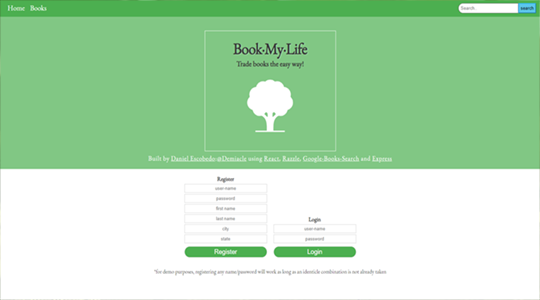 Home Books Search search
Book·My·Life
Trade books the easy way!
Built by Daniel Escobedo @Demiacle using React, Razzle, Google-Books-Search and Express
Register
user-name
password
first name
last name
city
state
Register
Login
user-name
password
Login
*for demo purposes, registering any name/password will work as long as an identicle combination is not already taken